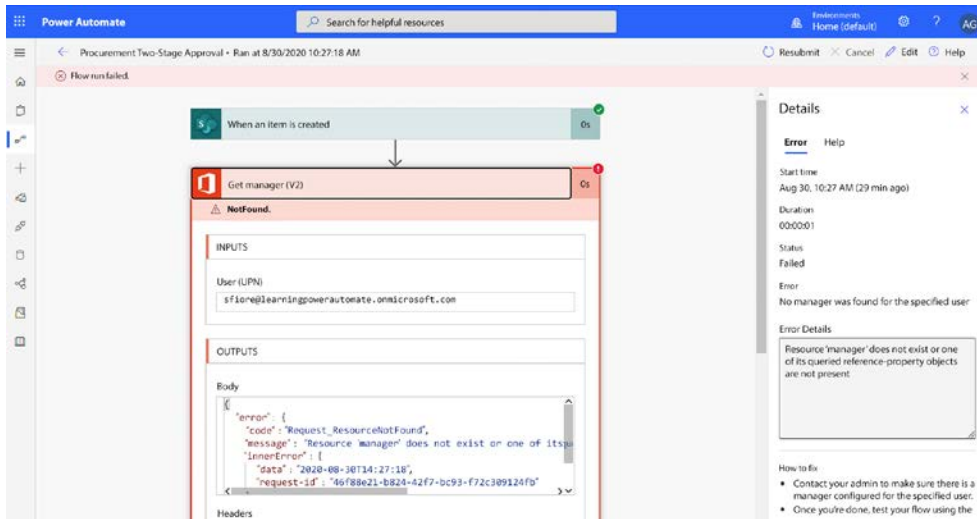 Power Automate
Search for helpful resources
Environments
Home (default)
AG
Procurement Two-Stage Approval • Ran at 8/30/2020 10:27:18 AM
Resubmit
Cancel
Edit
Help
Flow run failed.
When an item is created
0s
Get manager (V2)
0s
NotFound.
INPUTS
User (UPN)
sfiore@learningpowerautomate.onmicrosoft.com
OUTPUTS
Body
{
"error": {
"code": "Request_ResourceNotFound",
"message": "Resource 'manager' does not exist or one of its
"innerError": {
"data": "2020-08-30T14:27:18",
"request-id": "46f88e21-b824-42f7-bc93-f72c309124fb"
Headers
Details
Error
Help
Start time
Aug 30, 10:27 AM (29 min ago)
Duration
00:00:01
Status
Failed
Error
No manager was found for the specified user
Error Details
Resource 'manager' does not exist or one
of its queried reference-property objects
are not present
How to fix
• Contact your admin to make sure there is a
manager configured for the specified user.
• Once you're done, test your flow using the